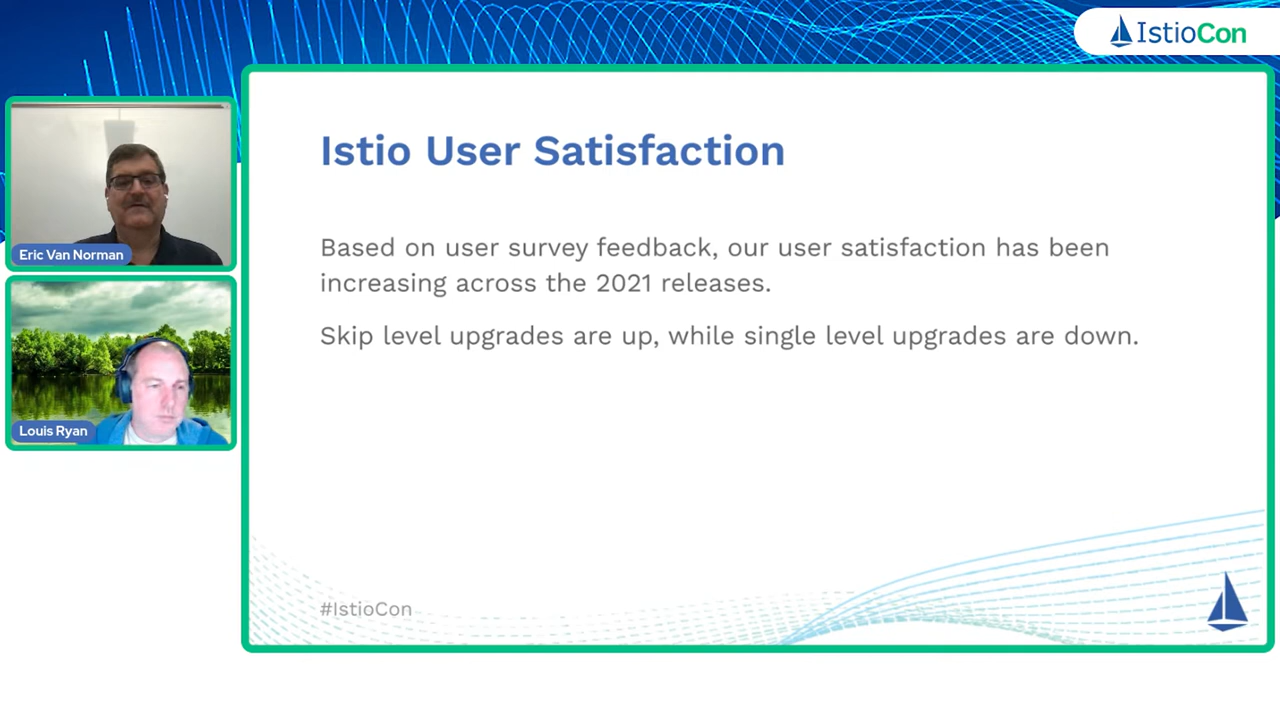 IstioCon
Istio User Satisfaction
Based on user survey feedback, our user satisfaction has been
increasing across the 2021 releases.
Skip level upgrades are up, while single level upgrades are down.
Eric Van Norman
Louis Ryan
#IstioCon